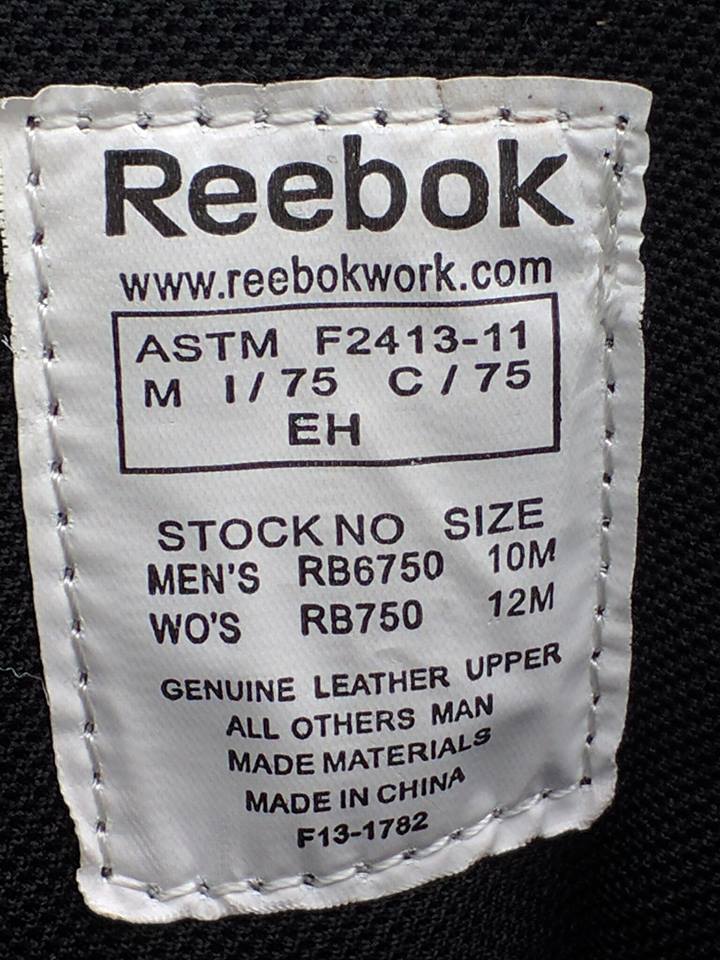 Reebok
www.reebokwork.com
ASTM F2413-11
M I/75 C/75
EH
STOCK NO SIZE
MEN'S RB6750 10M
WO'S RB750 12M
GENUINE LEATHER UPPER
ALL OTHERS MAN
MADE MATERIALS
MADE IN CHINA
F13-1782